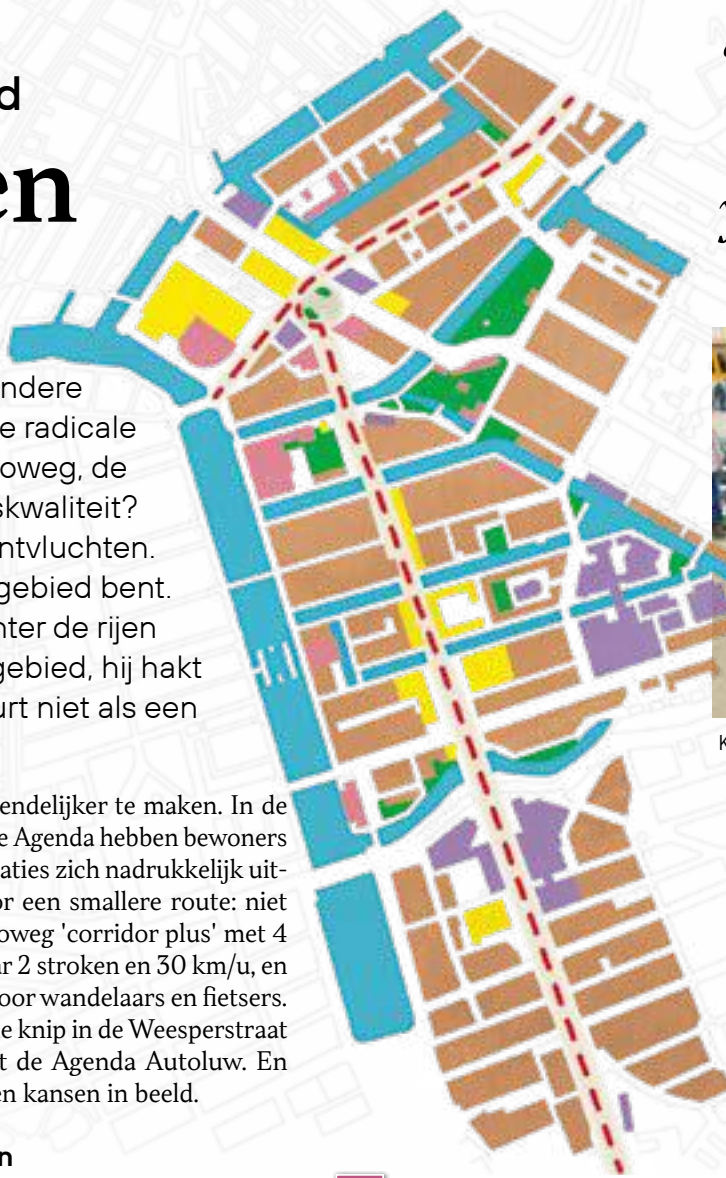 d
en
ndere
e radicale
oweg, de
skwaliteit?
ntvluchten.
gebied bent.
nter de rijen
gebied, hij hakt
urt niet als een
endelijker te maken. In de
e Agenda hebben bewoners
aties zich nadrukkelijk uit-
or een smallere route: niet
oweg 'corridor plus' met 4
ar 2 stroken en 30 km/u, en
oor wandelaars en fietsers.
e knip in de Weesperstraat
t de Agenda Autoluw. En
en kansen in beeld.
n
K